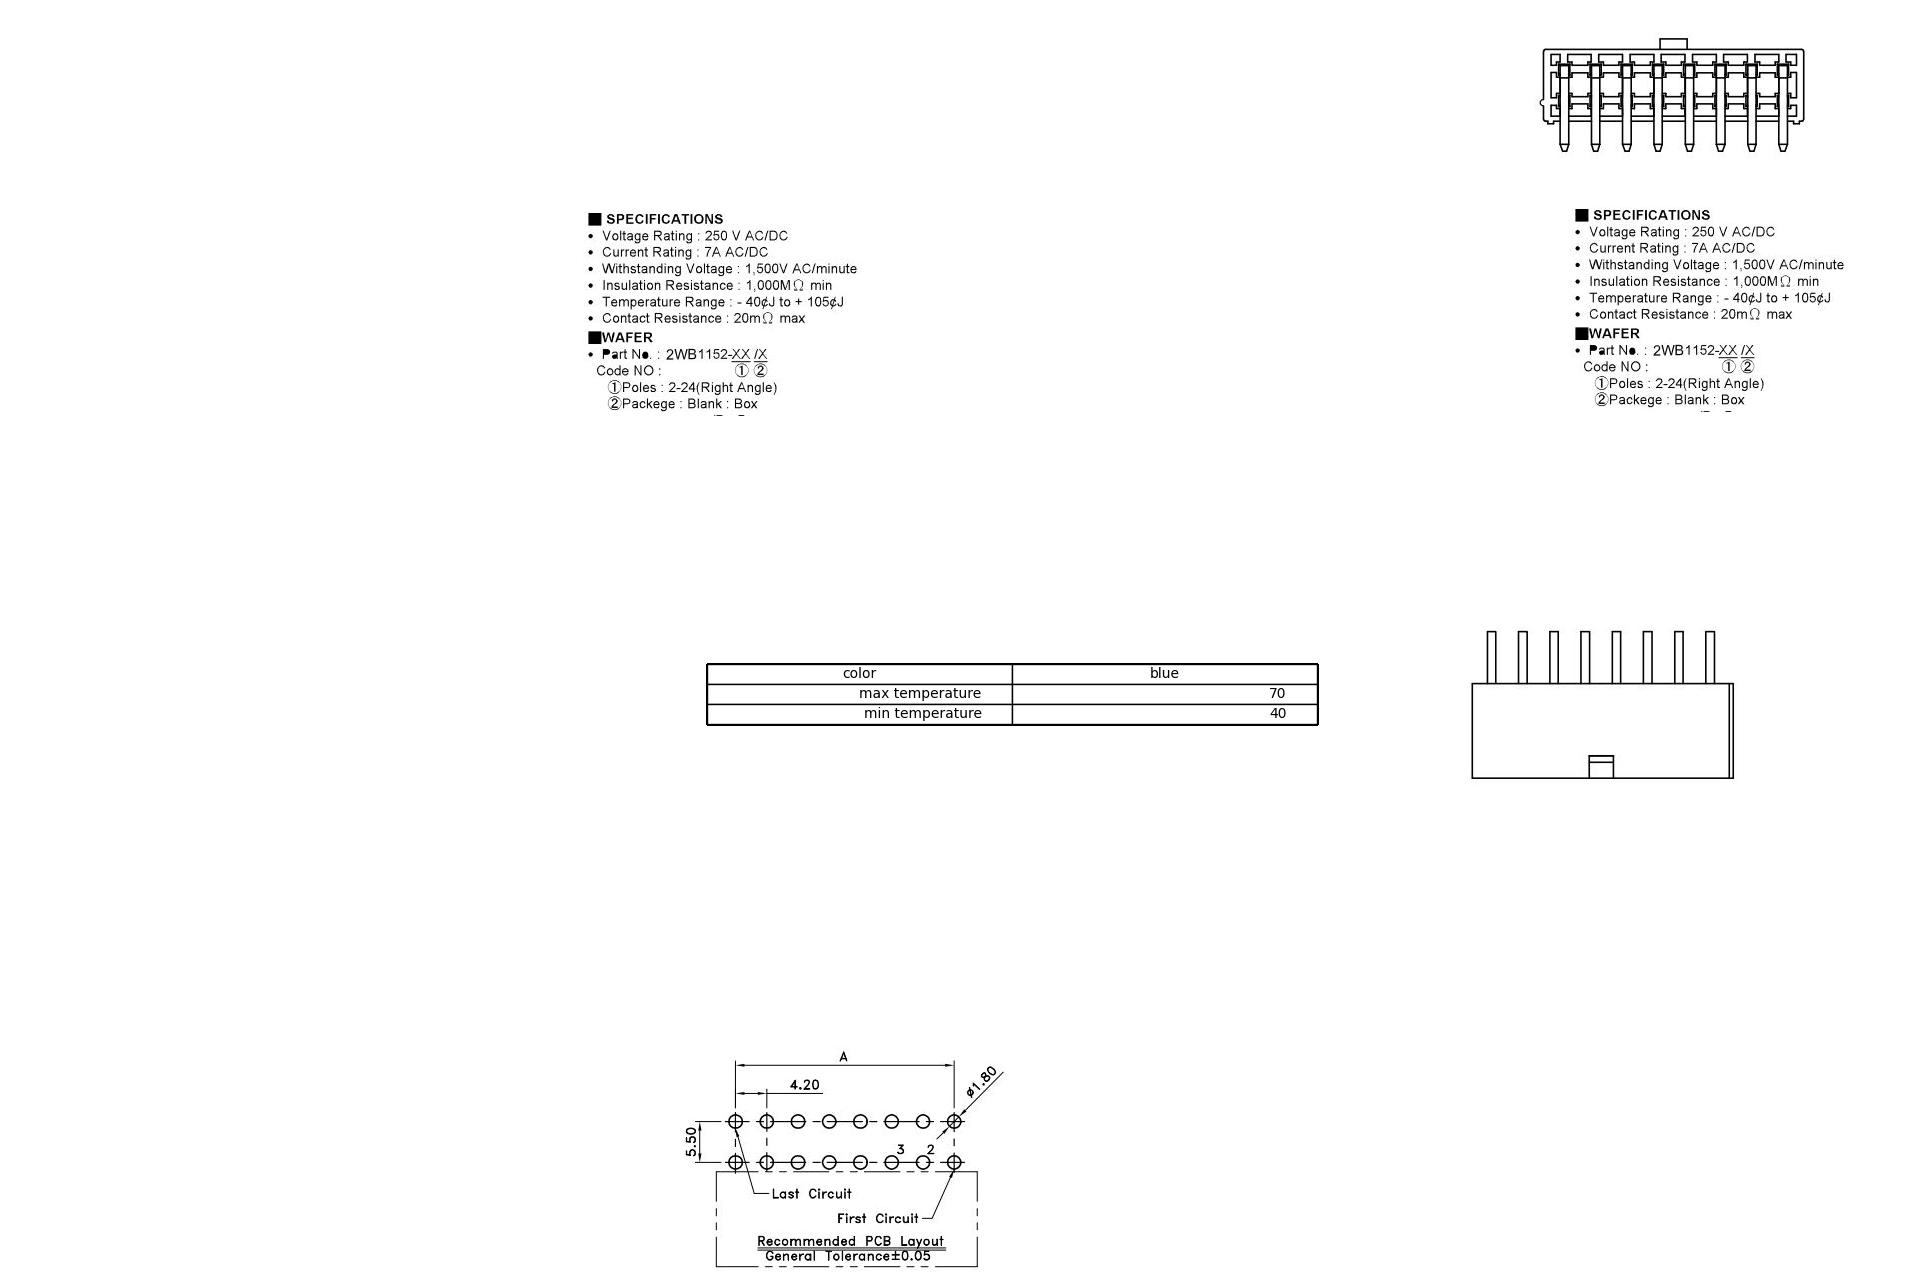 ■ SPECIFICATIONS
• Voltage Rating : 250 V AC/DC
• Current Rating : 7A AC/DC
• Withstanding Voltage : 1,500V AC/minute
• Insulation Resistance : 1,000MΩ min
• Temperature Range : - 40¢J to + 105¢J
• Contact Resistance : 20mΩ max
■WAFER
• Part No. : 2WB1152-XX /X
Code NO : ① ②
①Poles : 2-24(Right Angle)
②Packege : Blank : Box
■ SPECIFICATIONS
• Voltage Rating : 250 V AC/DC
• Current Rating : 7A AC/DC
• Withstanding Voltage : 1,500V AC/minute
• Insulation Resistance : 1,000MΩ min
• Temperature Range : - 40¢J to + 105¢J
• Contact Resistance : 20mΩ max
■WAFER
• Part No. : 2WB1152-XX /X
Code NO : ① ②
①Poles : 2-24(Right Angle)
②Packege : Blank : Box
color blue
max temperature 70
min temperature 40
A
4.20
ø1.80
5.50
3 2
Last Circuit
First Circuit
Recommended PCB Layout
General Tolerance±0.05